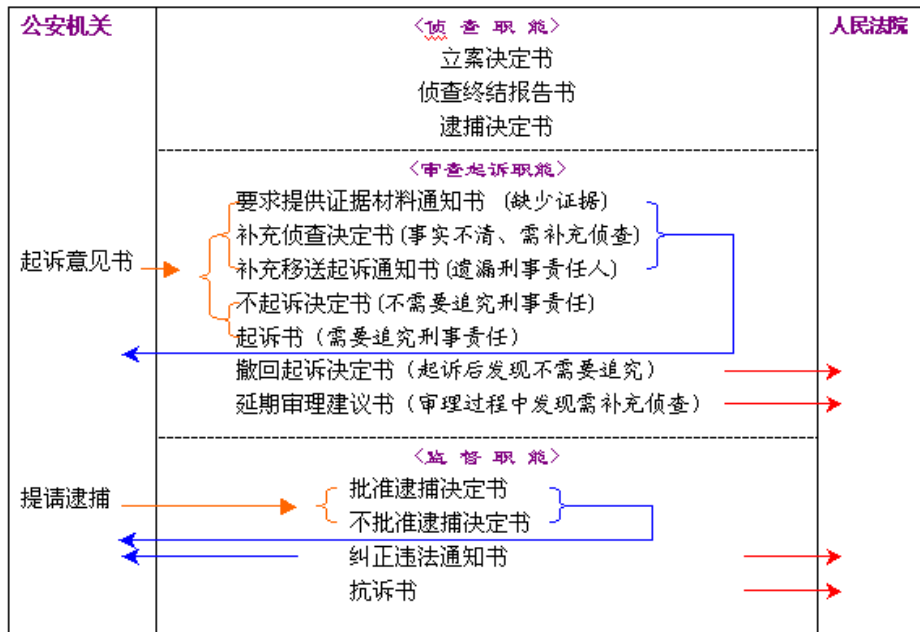 公安机关
<侦 查 职 能>
人民法院
立案决定书
侦查终结报告书
逮捕决定书
<审查起诉职能>
要求提供证据材料通知书 (缺少证据)
补充侦查决定书(事实不清、需补充侦查)
起诉意见书
补充移送起诉通知书(遗漏刑事责任人)
不起诉决定书(不需要追究刑事责任)
起诉书(需要追究刑事责任)
撤回起诉决定书(起诉后发现不需要追究)
延期审理建议书(审理过程中发现需补充侦查)
<监 督 职 能>
提请逮捕
批准逮捕决定书
不批准逮捕决定书
纠正违法通知书
抗诉书